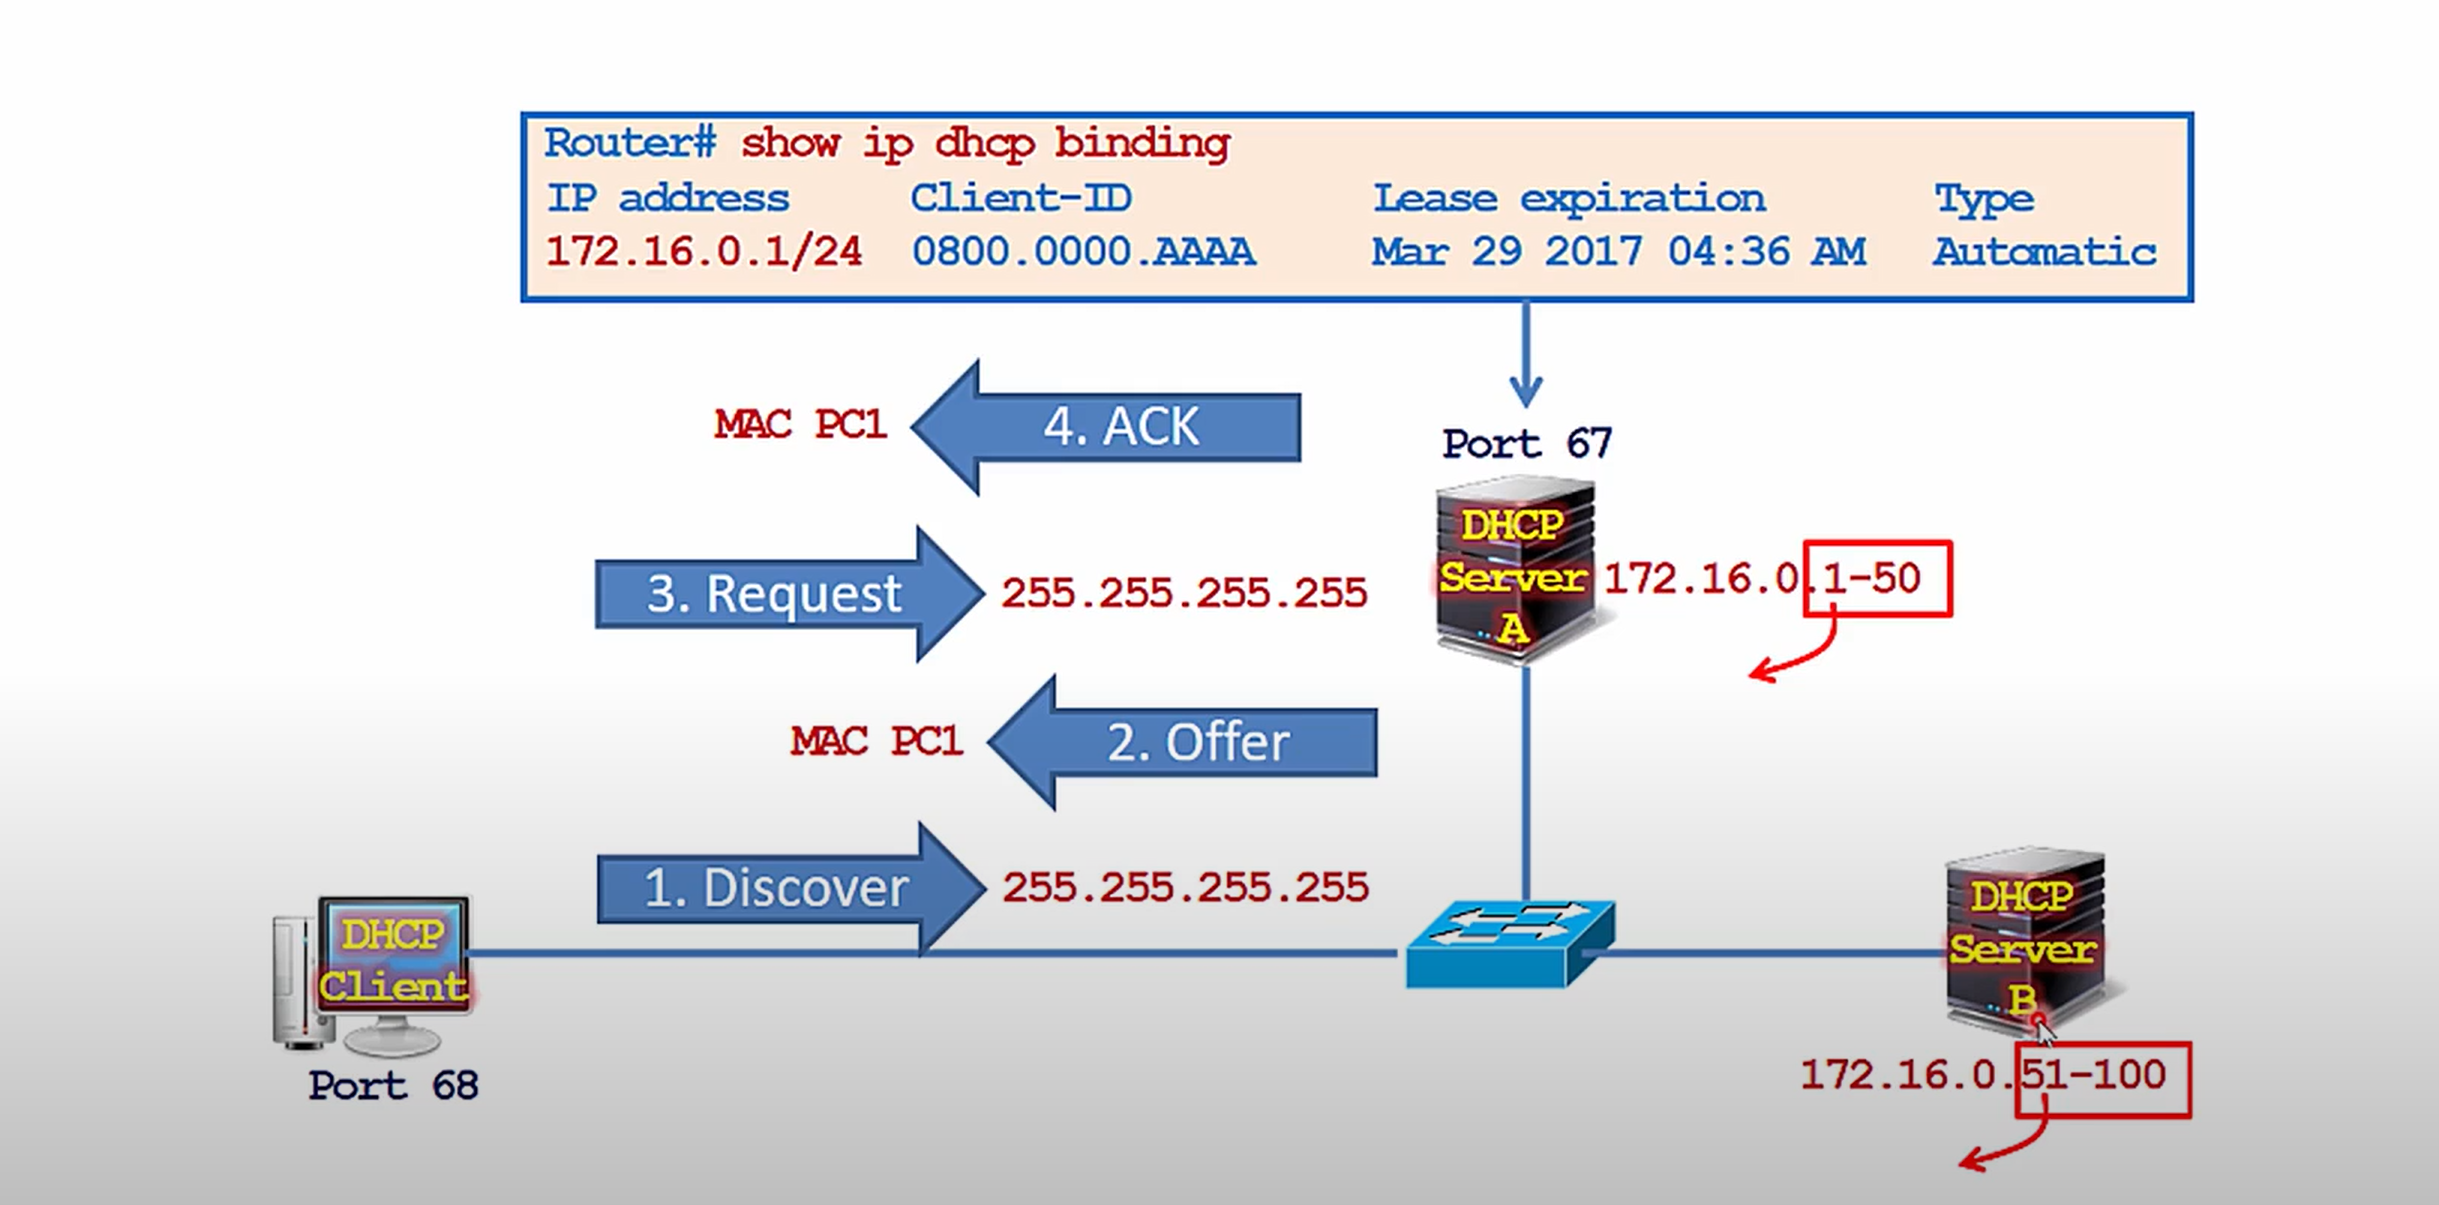 Router# show ip dhcp binding
IP address Client-ID Lease expiration Type
172.16.0.1/24 0800.0000.AAAA Mar 29 2017 04:36 AM Automatic
MAC PC1
4. ACK
Port 67
DHCP
Server
A
172.16.0.1-50
3. Request
255.255.255.255
MAC PC1
2. Offer
1. Discover
255.255.255.255
DHCP
Client
Port 68
DHCP
Server
B
172.16.0.51-100